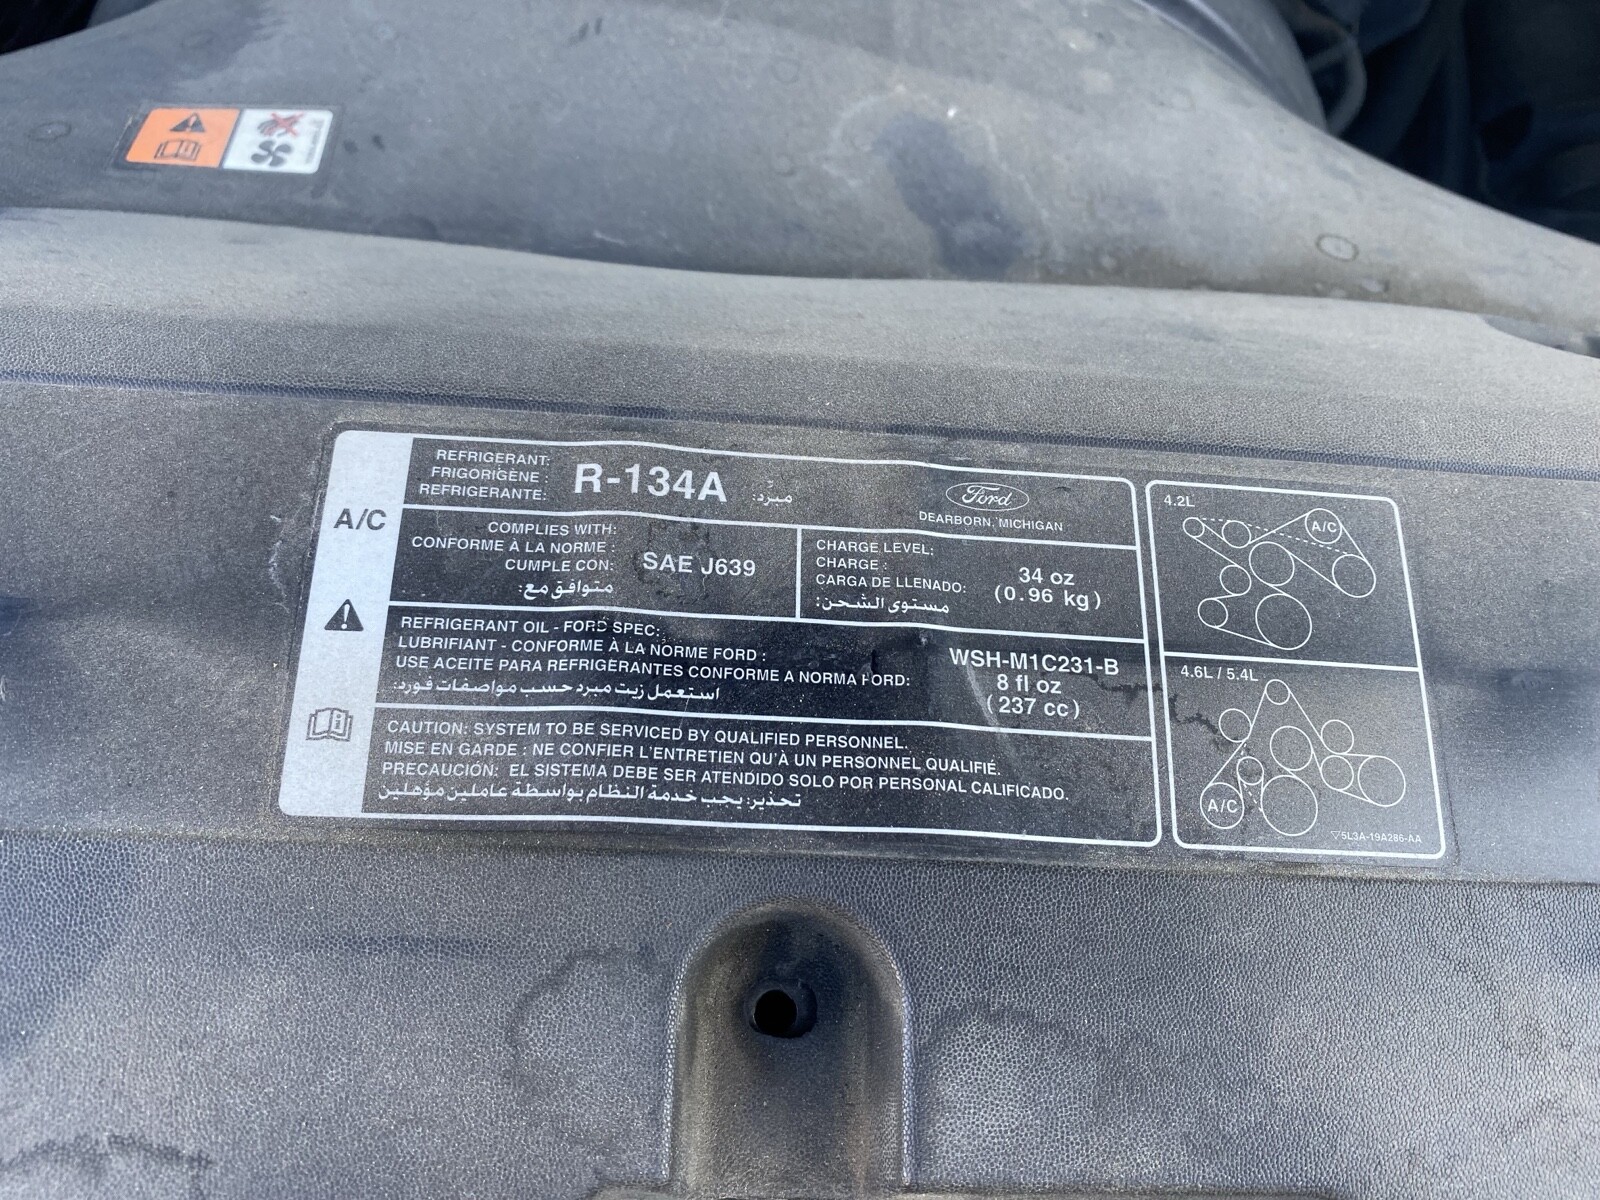 A/C
REFRIGERANT:
FRIGORIGÈNE :
REFRIGERANTE:
R-134A
مبرّد:
Ford
DEARBORN, MICHIGAN
COMPLIES WITH:
CONFORME À LA NORME :
CUMPLE CON:
متوافق مع:
SAE J639
CHARGE LEVEL:
CHARGE :
CARGA DE LLENADO:
مستوى الشحن:
34 oz
(0.96 kg)
REFRIGERANT OIL - FORD SPEC:
LUBRIFIANT - CONFORME À LA NORME FORD :
USE ACEITE PARA REFRIGERANTES CONFORME A NORMA FORD:
استعمل زيت مبرد حسب مواصفات فورد:
WSH-M1C231-B
8 fl oz
(237 cc)
CAUTION: SYSTEM TO BE SERVICED BY QUALIFIED PERSONNEL.
MISE EN GARDE : NE CONFIER L'ENTRETIEN QU'À UN PERSONNEL QUALIFIÉ.
PRECAUCIÓN: EL SISTEMA DEBE SER ATENDIDO SOLO POR PERSONAL CALIFICADO.
تحذير: يجب خدمة النظام بواسطة عاملين مؤهلين
4.2L
A/C
4.6L / 5.4L
A/C
5L3A-19A286-AA